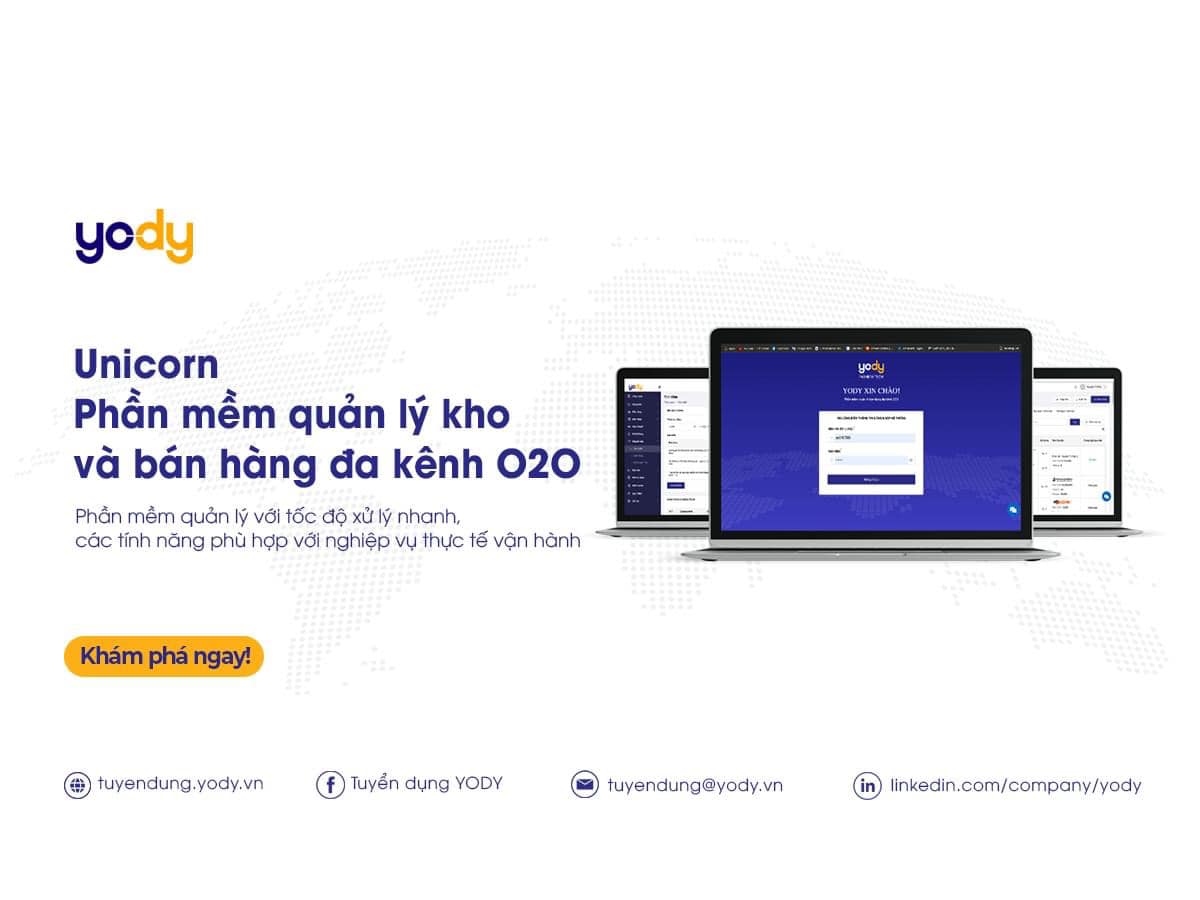 yody
Unicorn
Phần mềm quản lý kho
và bán hàng đa kênh O2O
Phần mềm quản lý với tốc độ xử lý nhanh,
các tính năng phù hợp với nghiệp vụ thực tế vận hành
yody
yody
YODY XIN CHÀO!
Khám phá ngay!
tuyendung.yody.vn
Tuyển dụng YODY
tuyendung@yody.vn
linkedin.com/company/yody